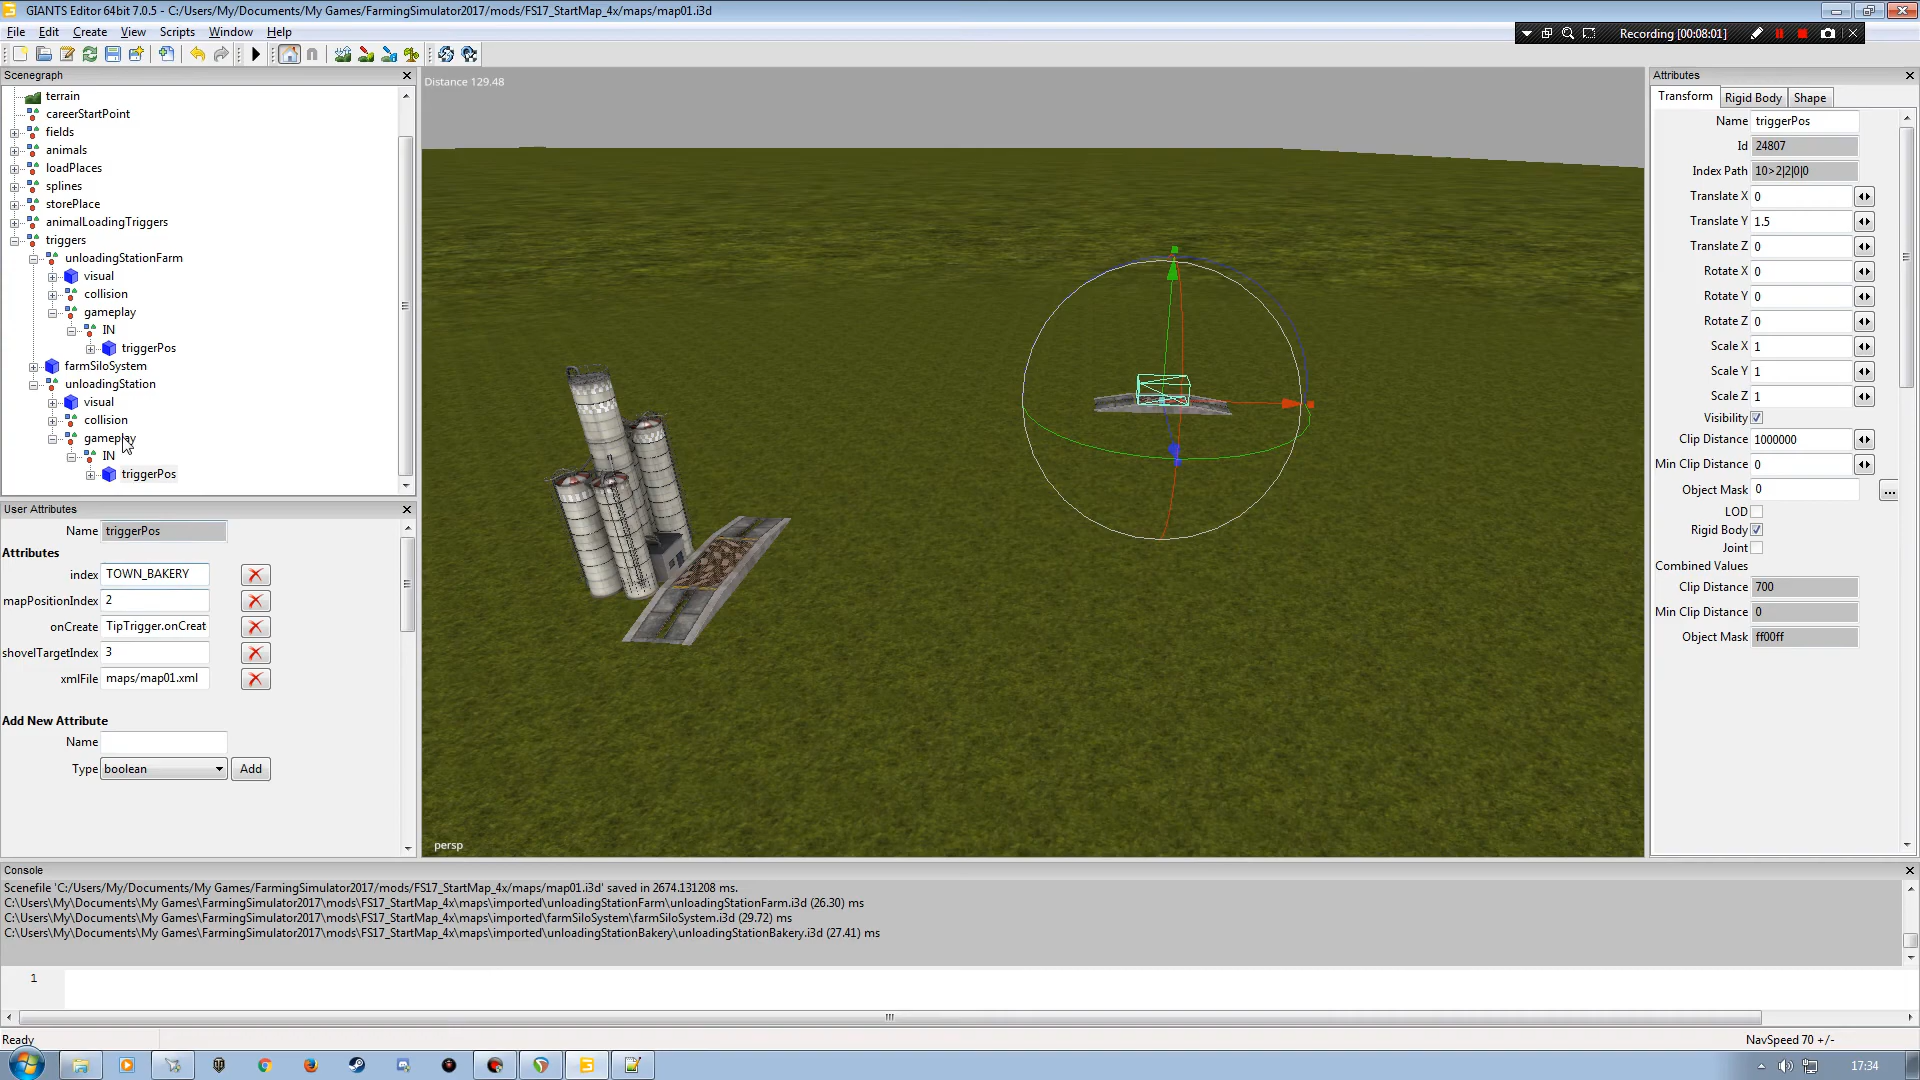 GIANTS Editor 64bit 7.0.5 - C:/Users/My/Documents/My Games/FarmingSimulator2017/mods/FS17_StartMap_4x/maps/map01.i3d
File Edit Create View Scripts Window Help
Recording [00:08:01]
Scenegraph
terrain
careerStartPoint
fields
animals
loadPlaces
splines
storePlace
animalLoadingTriggers
triggers
unloadingStationFarm
visual
collision
gameplay
IN
triggerPos
farmSiloSystem
unloadingStation
visual
collision
gameplay
IN
triggerPos
User Attributes
Name triggerPos
Attributes
index TOWN_BAKERY
mapPositionIndex 2
onCreate TipTrigger.onCreat
shovelTargetIndex 3
xmlFile maps/map01.xml
Add New Attribute
Name
Type boolean Add
Distance 129.48
persp
Attributes
Transform Rigid Body Shape
Name triggerPos
Id 24807
Index Path 10>2|2|0|0
Translate X 0
Translate Y 1.5
Translate Z 0
Rotate X 0
Rotate Y 0
Rotate Z 0
Scale X 1
Scale Y 1
Scale Z 1
Visibility
Clip Distance 1000000
Min Clip Distance 0
Object Mask 0 ...
LOD
Rigid Body
Joint
Combined Values
Clip Distance 700
Min Clip Distance 0
Object Mask ff00ff
Console
Scenefile 'C:/Users/My/Documents/My Games/FarmingSimulator2017/mods/FS17_StartMap_4x/maps/map01.i3d' saved in 2674.131208 ms.
C:\Users\My\Documents\My Games\FarmingSimulator2017\mods\FS17_StartMap_4x\maps\imported\unloadingStationFarm\unloadingStationFarm.i3d (26.30) ms
C:\Users\My\Documents\My Games\FarmingSimulator2017\mods\FS17_StartMap_4x\maps\imported\farmSiloSystem\farmSiloSystem.i3d (29.72) ms
C:\Users\My\Documents\My Games\FarmingSimulator2017\mods\FS17_StartMap_4x\maps\imported\unloadingStationBakery\unloadingStationBakery.i3d (27.41) ms
1
Ready
NavSpeed 70 +/-
17:34